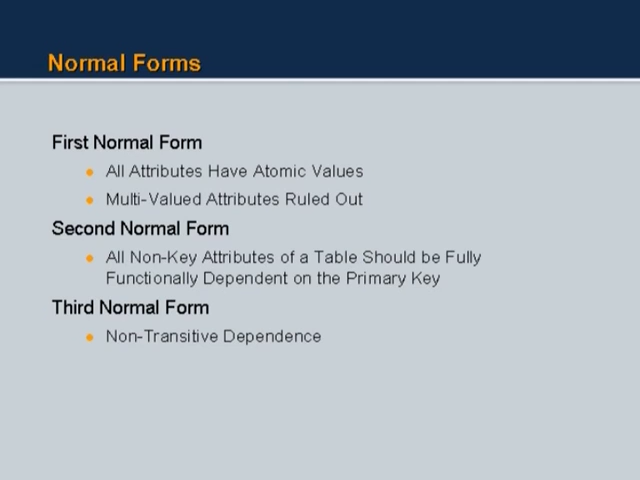 Normal Forms
First Normal Form
All Attributes Have Atomic Values
Multi-Valued Attributes Ruled Out
Second Normal Form
All Non-Key Attributes of a Table Should be Fully
Functionally Dependent on the Primary Key
Third Normal Form
Non-Transitive Dependence